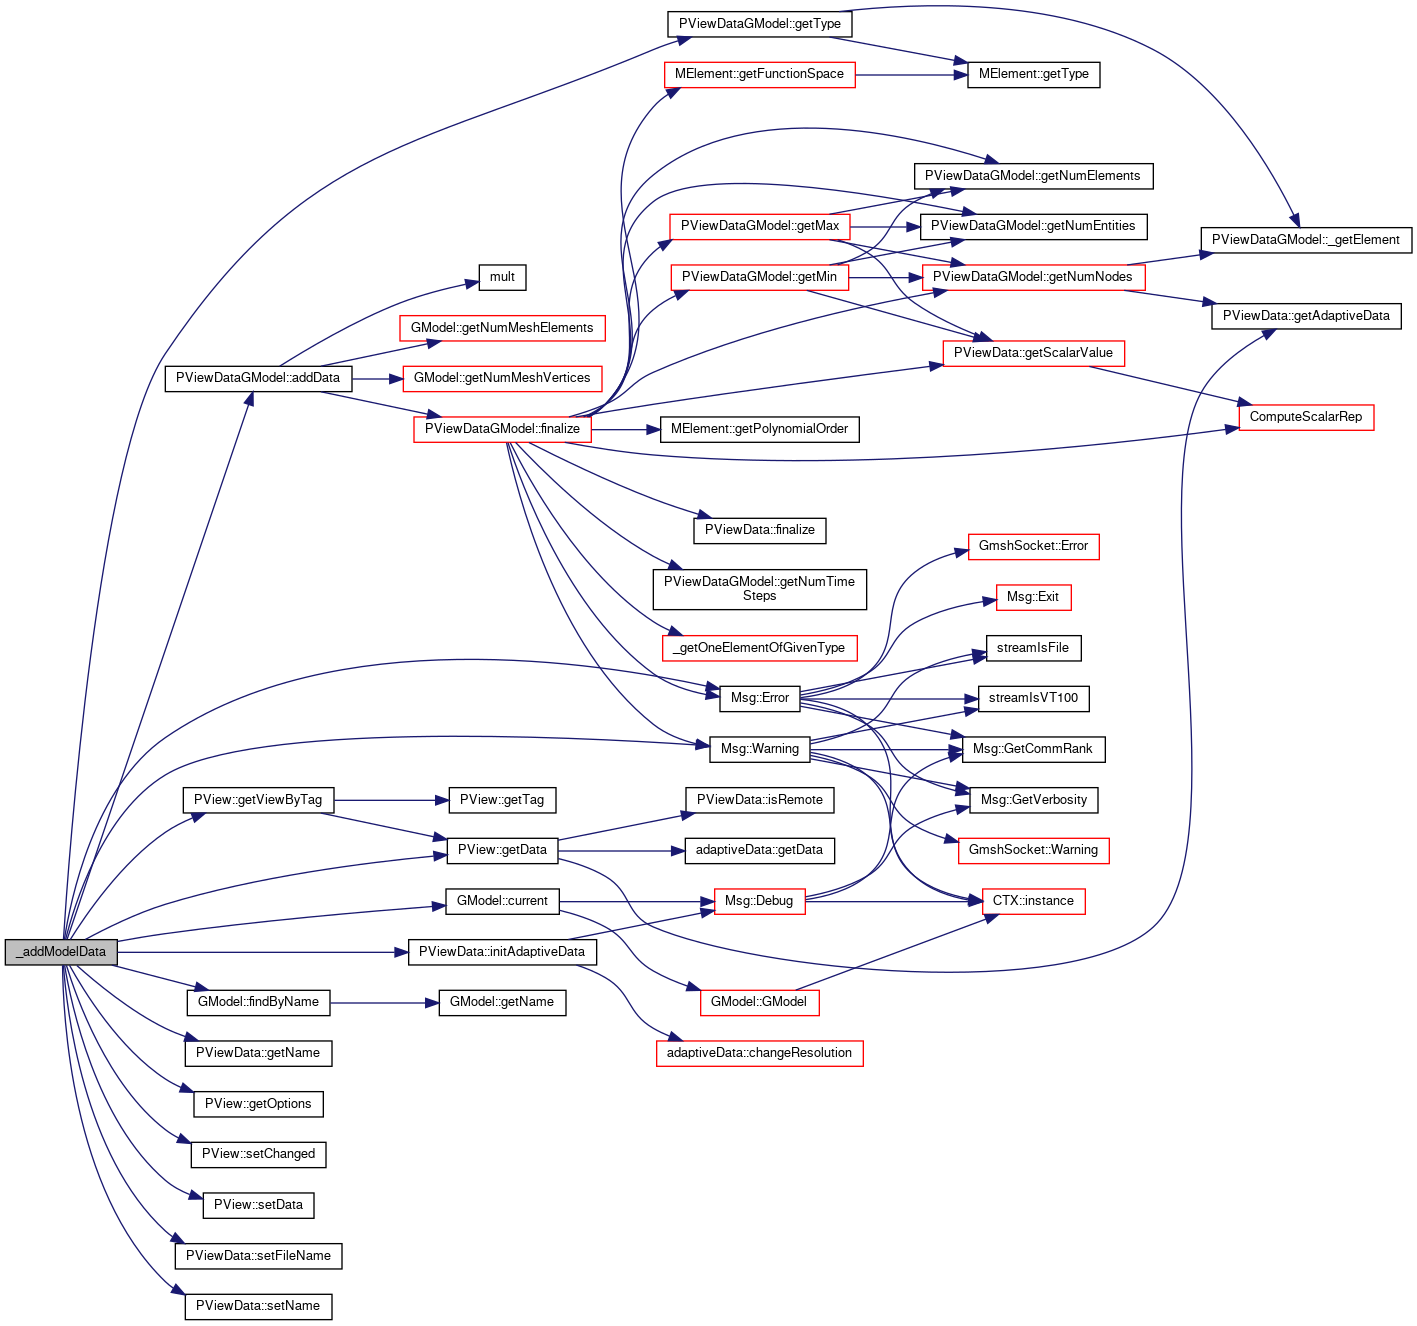 PViewDataGModel::getType
MElement::getFunctionSpace
MElement::getType
PViewDataGModel::getNumElements
PViewDataGModel::getMax
PViewDataGModel::getNumEntities
PViewDataGModel::_getElement
mult
PViewDataGModel::getMin
PViewDataGModel::getNumNodes
PViewData::getAdaptiveData
GModel::getNumMeshElements
PViewData::getScalarValue
PViewDataGModel::addData
GModel::getNumMeshVertices
ComputeScalarRep
PViewDataGModel::finalize
MElement::getPolynomialOrder
PViewData::finalize
GmshSocket::Error
PViewDataGModel::getNumTime
Steps
Msg::Exit
_getOneElementOfGivenType
streamIsFile
Msg::Error
streamIsVT100
Msg::Warning
Msg::GetCommRank
PView::getViewByTag
PView::getTag
PViewData::isRemote
Msg::GetVerbosity
PView::getData
adaptiveData::getData
GmshSocket::Warning
GModel::current
Msg::Debug
CTX::instance
_addModelData
PViewData::initAdaptiveData
GModel::findByName
GModel::getName
GModel::GModel
PViewData::getName
adaptiveData::changeResolution
PView::getOptions
PView::setChanged
PView::setData
PViewData::setFileName
PViewData::setName